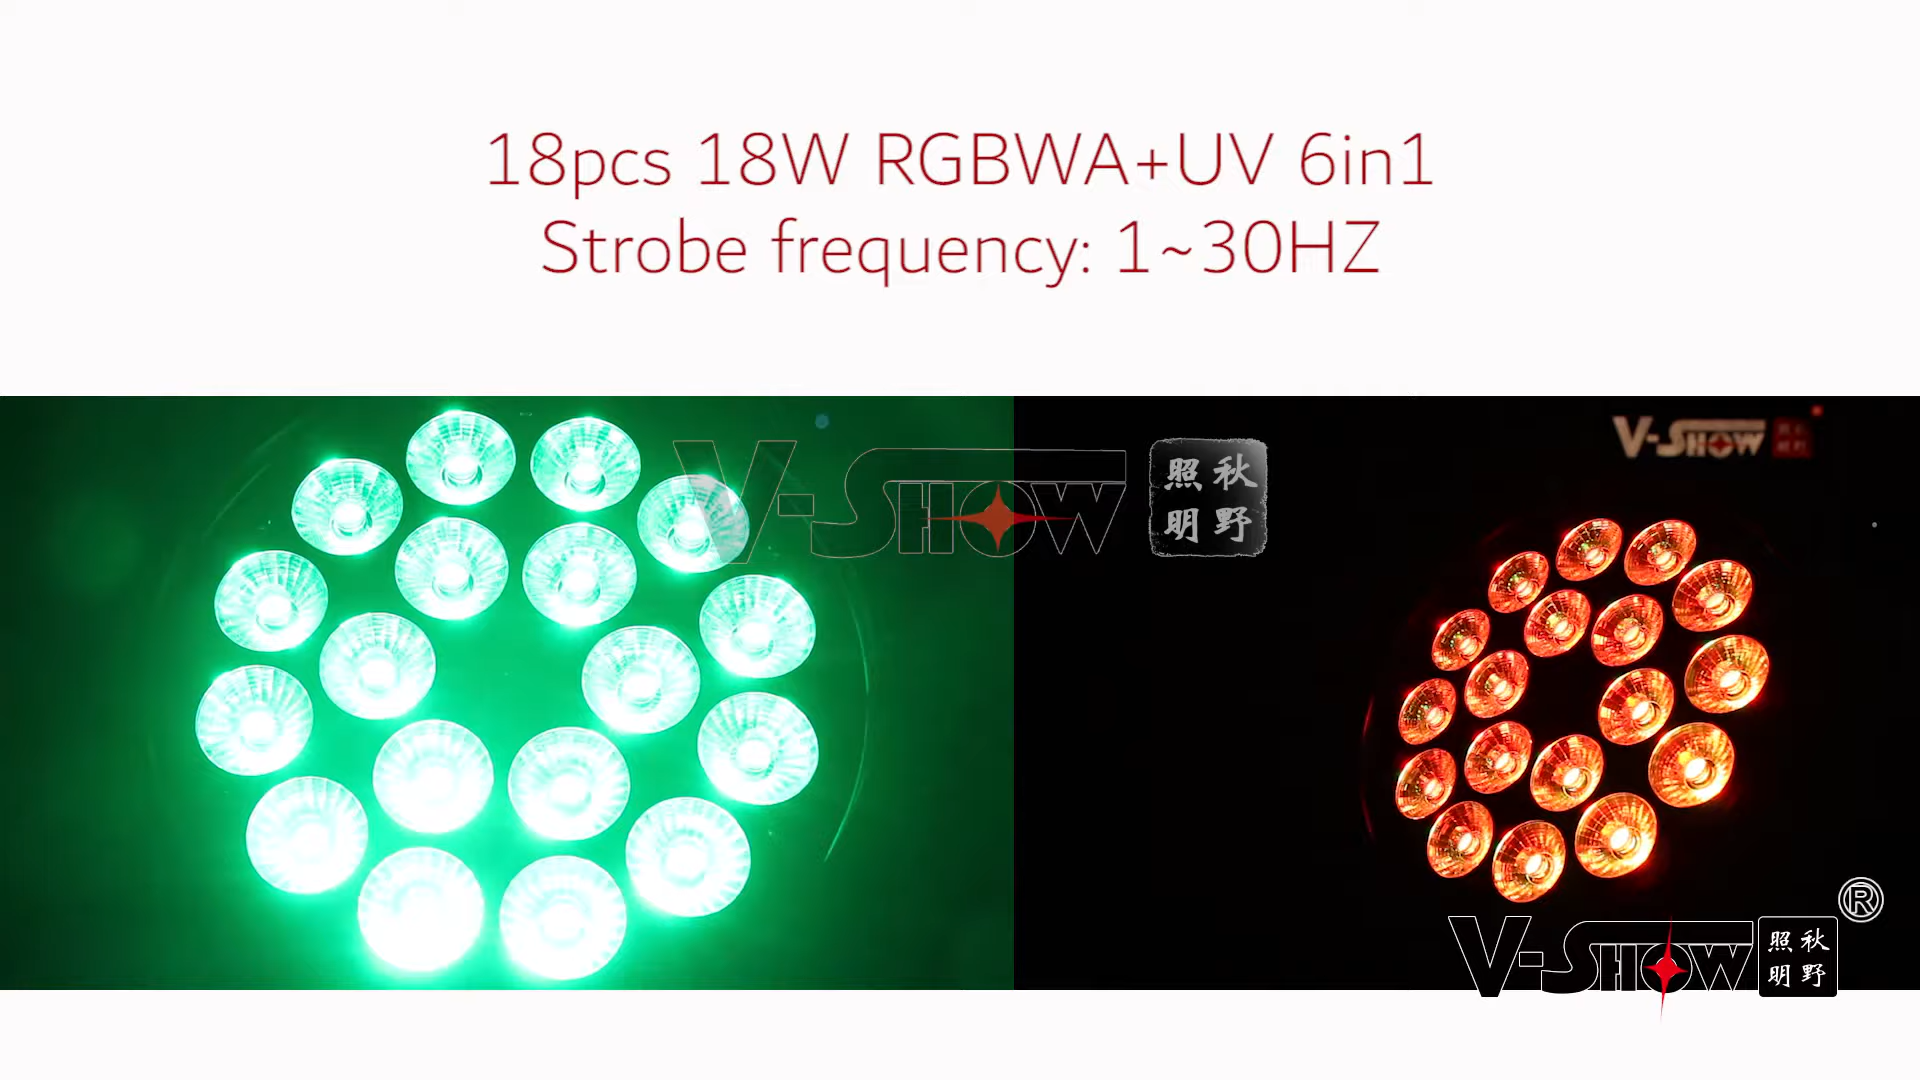 18pcs 18W RGBWA+UV 6in1
Strobe frequency: 1~30HZ
V-SHOW 照秋
明野
V-SHOW
®
V-SHOW 照秋
明野